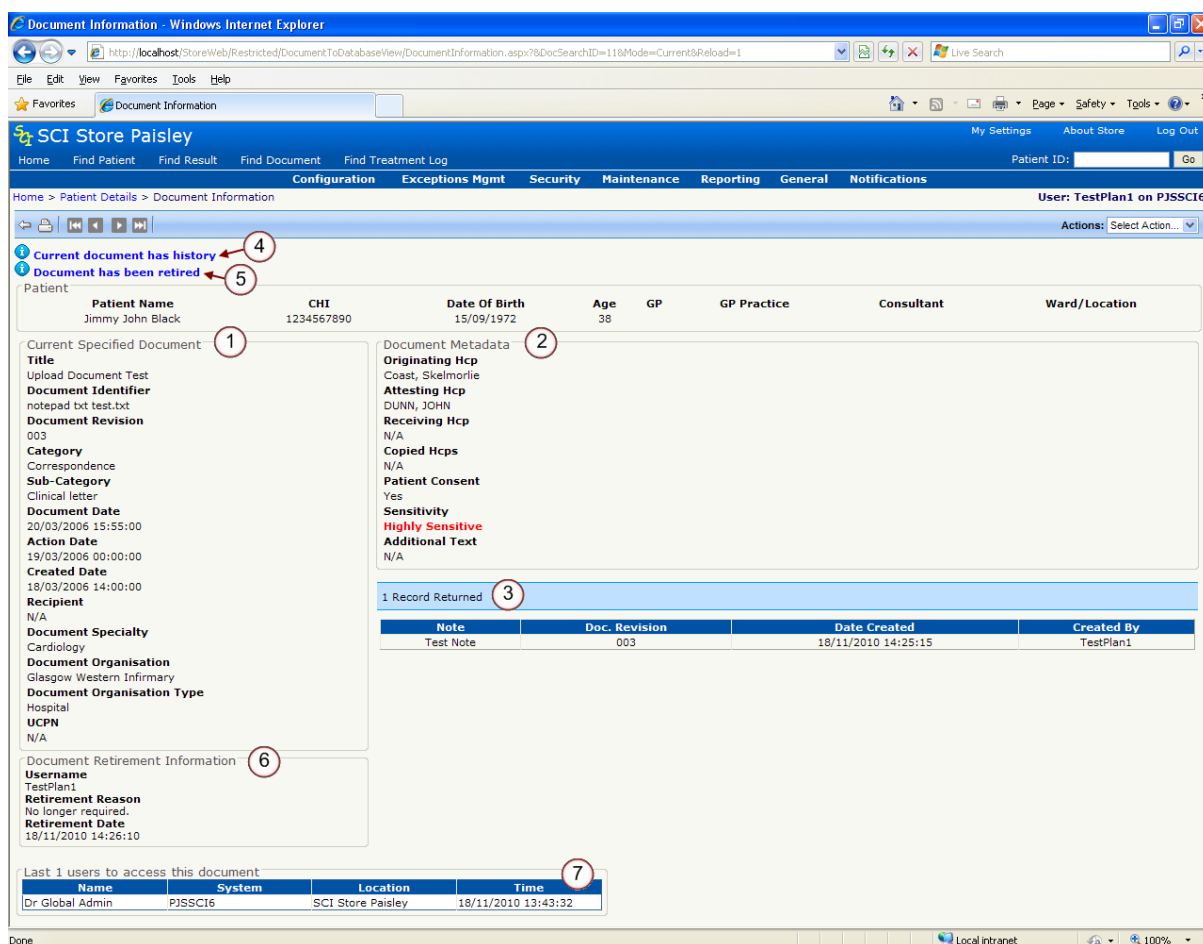 Document Information - Windows Internet Explorer
http://localhost/StoreWeb/Restricted/DocumentToDatabaseView/DocumentInformation.aspx?&DocSearchID=11&Mode=Current&Reload=1 Live Search
File Edit View Favorites Tools Help
Favorites Document Information Page Safety Tools
SCI Store Paisley My Settings About Store Log Out
Home Find Patient Find Result Find Document Find Treatment Log Patient ID: Go
Configuration Exceptions Mgmt Security Maintenance Reporting General Notifications
Home > Patient Details > Document Information User: TestPlan1 on PJSSCI6
Actions: Select Action...
Current document has history 4
Document has been retired 5
Patient
Patient Name CHI Date Of Birth Age GP GP Practice Consultant Ward/Location
Jimmy John Black 1234567890 15/09/1972 38
Current Specified Document 1
Title
Upload Document Test
Document Identifier
notepad txt test.txt
Document Revision
003
Category
Correspondence
Sub-Category
Clinical letter
Document Date
20/03/2006 15:55:00
Action Date
19/03/2006 00:00:00
Created Date
18/03/2006 14:00:00
Recipient
N/A
Document Specialty
Cardiology
Document Organisation
Glasgow Western Infirmary
Document Organisation Type
Hospital
UCPN
N/A
Document Metadata 2
Originating Hcp
Coast, Skelmorlie
Attesting Hcp
DUNN, JOHN
Receiving Hcp
N/A
Copied Hcps
N/A
Patient Consent
Yes
Sensitivity
Highly Sensitive
Additional Text
N/A
1 Record Returned 3
Note Doc. Revision Date Created Created By
Test Note 003 18/11/2010 14:25:15 TestPlan1
Document Retirement Information 6
Username
TestPlan1
Retirement Reason
No longer required.
Retirement Date
18/11/2010 14:26:10
Last 1 users to access this document 7
Name System Location Time
Dr Global Admin PJSSCI6 SCI Store Paisley 18/11/2010 13:43:32
Done Local intranet 100%